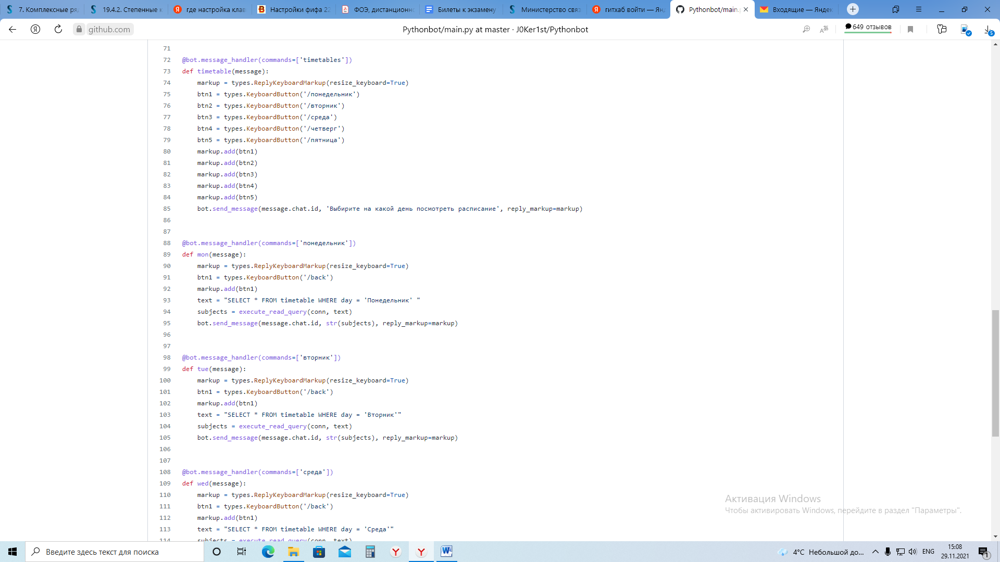 7. Комплексные ря
19.4.2. Степенные
где настройка клав
Настройки фифа 22
ФОЭ, дистанционн
Билеты к экзамену
Министерство связ
гитхаб войти — Ян
Pythonbot/main.
Входящие — Яндек
github.com
Pythonbot/main.py at master · J0Ker1st/Pythonbot
649 отзывов
5
71
72 @bot.message_handler(commands=['timetables'])
73 def timetable(message):
74 markup = types.ReplyKeyboardMarkup(resize_keyboard=True)
75 btn1 = types.KeyboardButton('/понедельник')
76 btn2 = types.KeyboardButton('/вторник')
77 btn3 = types.KeyboardButton('/среда')
78 btn4 = types.KeyboardButton('/четверг')
79 btn5 = types.KeyboardButton('/пятница')
80 markup.add(btn1)
81 markup.add(btn2)
82 markup.add(btn3)
83 markup.add(btn4)
84 markup.add(btn5)
85 bot.send_message(message.chat.id, 'Выбирите на какой день посмотреть расписание', reply_markup=markup)
86
87
88 @bot.message_handler(commands=['понедельник'])
89 def mon(message):
90 markup = types.ReplyKeyboardMarkup(resize_keyboard=True)
91 btn1 = types.KeyboardButton('/back')
92 markup.add(btn1)
93 text = "SELECT * FROM timetable WHERE day = 'Понедельник' "
94 subjects = execute_read_query(conn, text)
95 bot.send_message(message.chat.id, str(subjects), reply_markup=markup)
96
97
98 @bot.message_handler(commands=['вторник'])
99 def tue(message):
100 markup = types.ReplyKeyboardMarkup(resize_keyboard=True)
101 btn1 = types.KeyboardButton('/back')
102 markup.add(btn1)
103 text = "SELECT * FROM timetable WHERE day = 'Вторник'"
104 subjects = execute_read_query(conn, text)
105 bot.send_message(message.chat.id, str(subjects), reply_markup=markup)
106
107
108 @bot.message_handler(commands=['среда'])
109 def wed(message):
110 markup = types.ReplyKeyboardMarkup(resize_keyboard=True)
111 btn1 = types.KeyboardButton('/back')
112 markup.add(btn1)
113 text = "SELECT * FROM timetable WHERE day = 'Среда'"
114 subjects = execute_read_query(conn, text)
Активация Windows
Чтобы активировать Windows, перейдите в раздел "Параметры".
Введите здесь текст для поиска
4°C Небольшой до...
ENG
15:08
29.11.2021
1